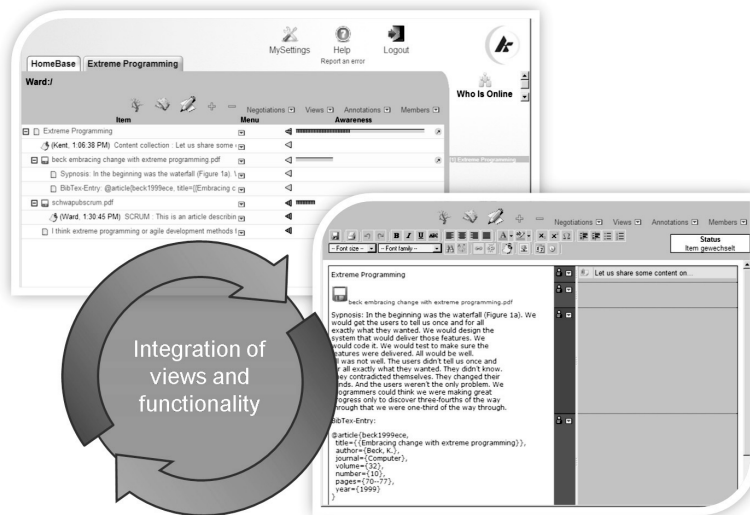 MySettings
Help
Logout
Report an error
HomeBase
Extreme Programming
Ward:/
Who Is Online
Negotiations
Views
Annotations
Members
Item
Menu
Awareness
Extreme Programming
(Kent, 1:06:38 PM) Content collection : Let us share some
beck embracing change with extreme programming.pdf
Extreme Programming
Sypnosis: In the beginning was the waterfall (Figure 1a).
BibTex-Entry: @article{beck1999ece, title={{Embracing c
schwapubscrum.pdf
(Ward, 1:30:45 PM) SCRUM : This is an article describin
I think extreme programming or agile development methods
Negotiations
Views
Annotations
Members
-- Font size --
-- Font family --
Status
Item gewechselt
Extreme Programming
Let us share some content on...
beck embracing change with extreme programming.pdf
Sypnosis: In the beginning was the waterfall (Figure 1a). We
would get the users to tell us once and for all
exactly what they wanted. We would design the
system that would deliver those features. We
would code it. We would test to make sure the
features were delivered. All would be well.
was not well. The users didn't tell us once and
all exactly what they wanted. They didn't know.
They contradicted themselves. They changed their
minds. And the users weren't the only problem. We
programmers could think we were making great
progress only to discover three-fourths of the way
through that we were one-third of the way through.
BibTex-Entry:
@article{beck1999ece,
title={{Embracing change with extreme programming}},
author={Beck, K.},
journal={Computer},
volume={32},
number={10},
pages={70--77},
year={1999}
}
Integration of
views and
functionality